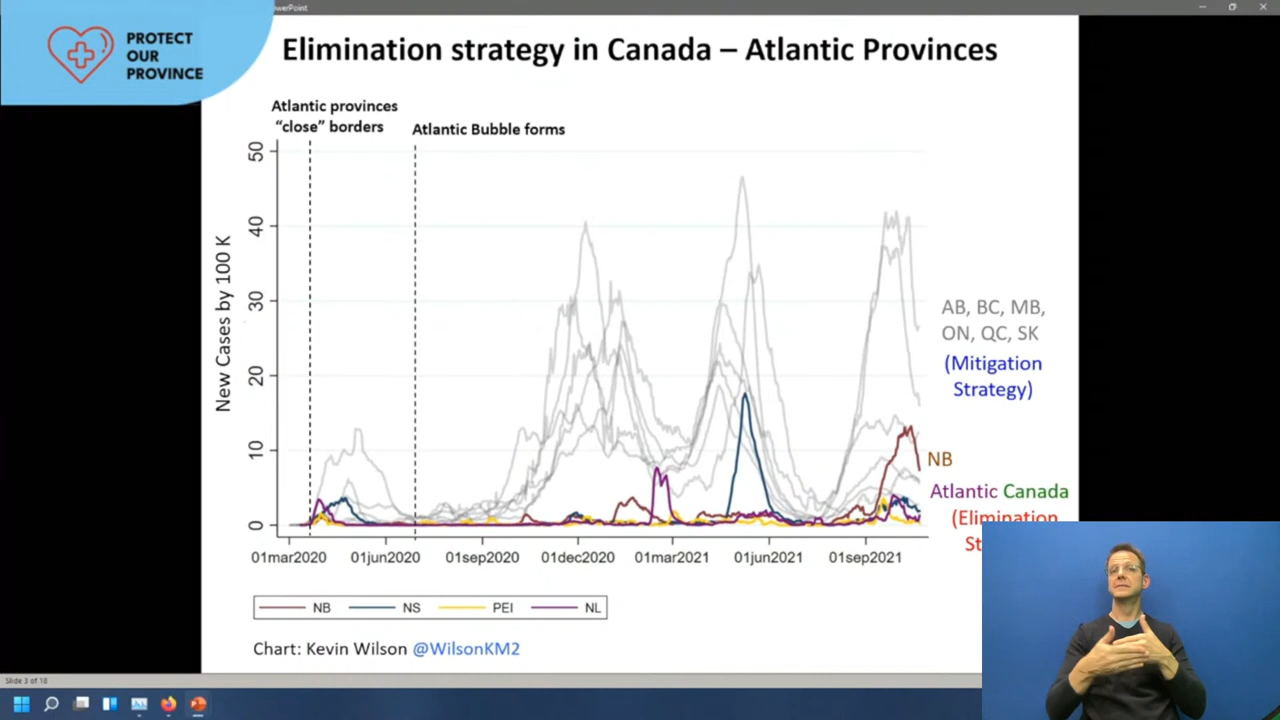 werPoint
PROTECT
OUR
PROVINCE
Elimination strategy in Canada – Atlantic Provinces
Atlantic provinces
“close” borders
Atlantic Bubble forms
New Cases by 100 K
50
40
30
20
10
0
01mar2020
01jun2020
01sep2020
01dec2020
01mar2021
01jun2021
01sep2021
AB, BC, MB,
ON, QC, SK
(Mitigation
Strategy)
NB
Atlantic Canada
(Elimination
St
NB
NS
PEI
NL
Chart: Kevin Wilson @WilsonKM2
Slide 3 of 18